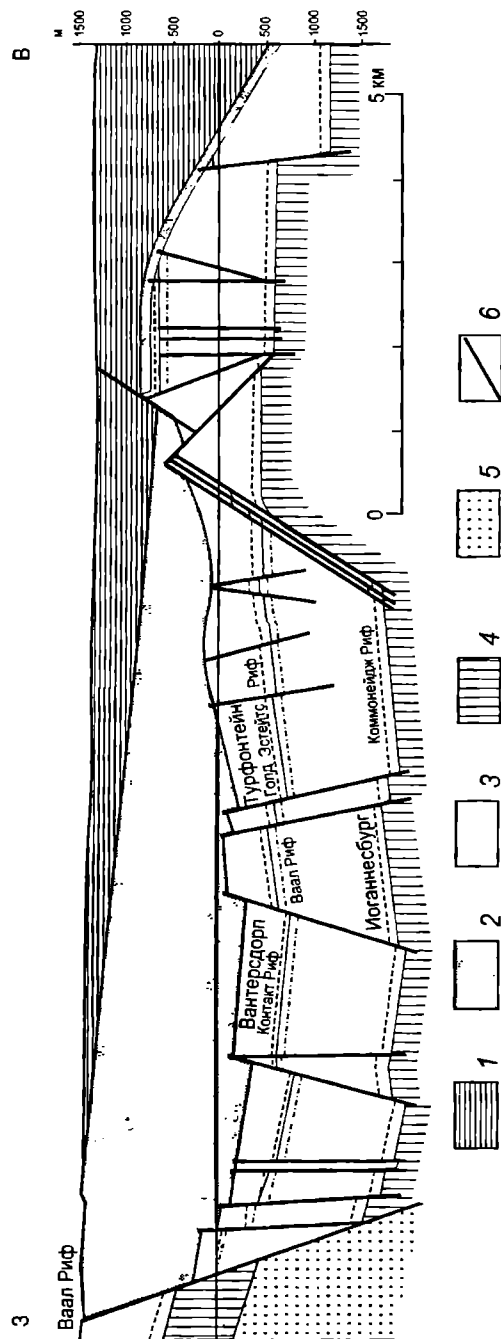 З
В
Ваал Риф
м
1500
1000
500
0
500
1000
1500
Вантерсдорп
Контакт Риф
Турфонтейн
Голд Эстейтс Риф
Ваал Риф
Иоганнесбург
Коммонейдж Риф
0
5 км
1
2
3
4
5
6